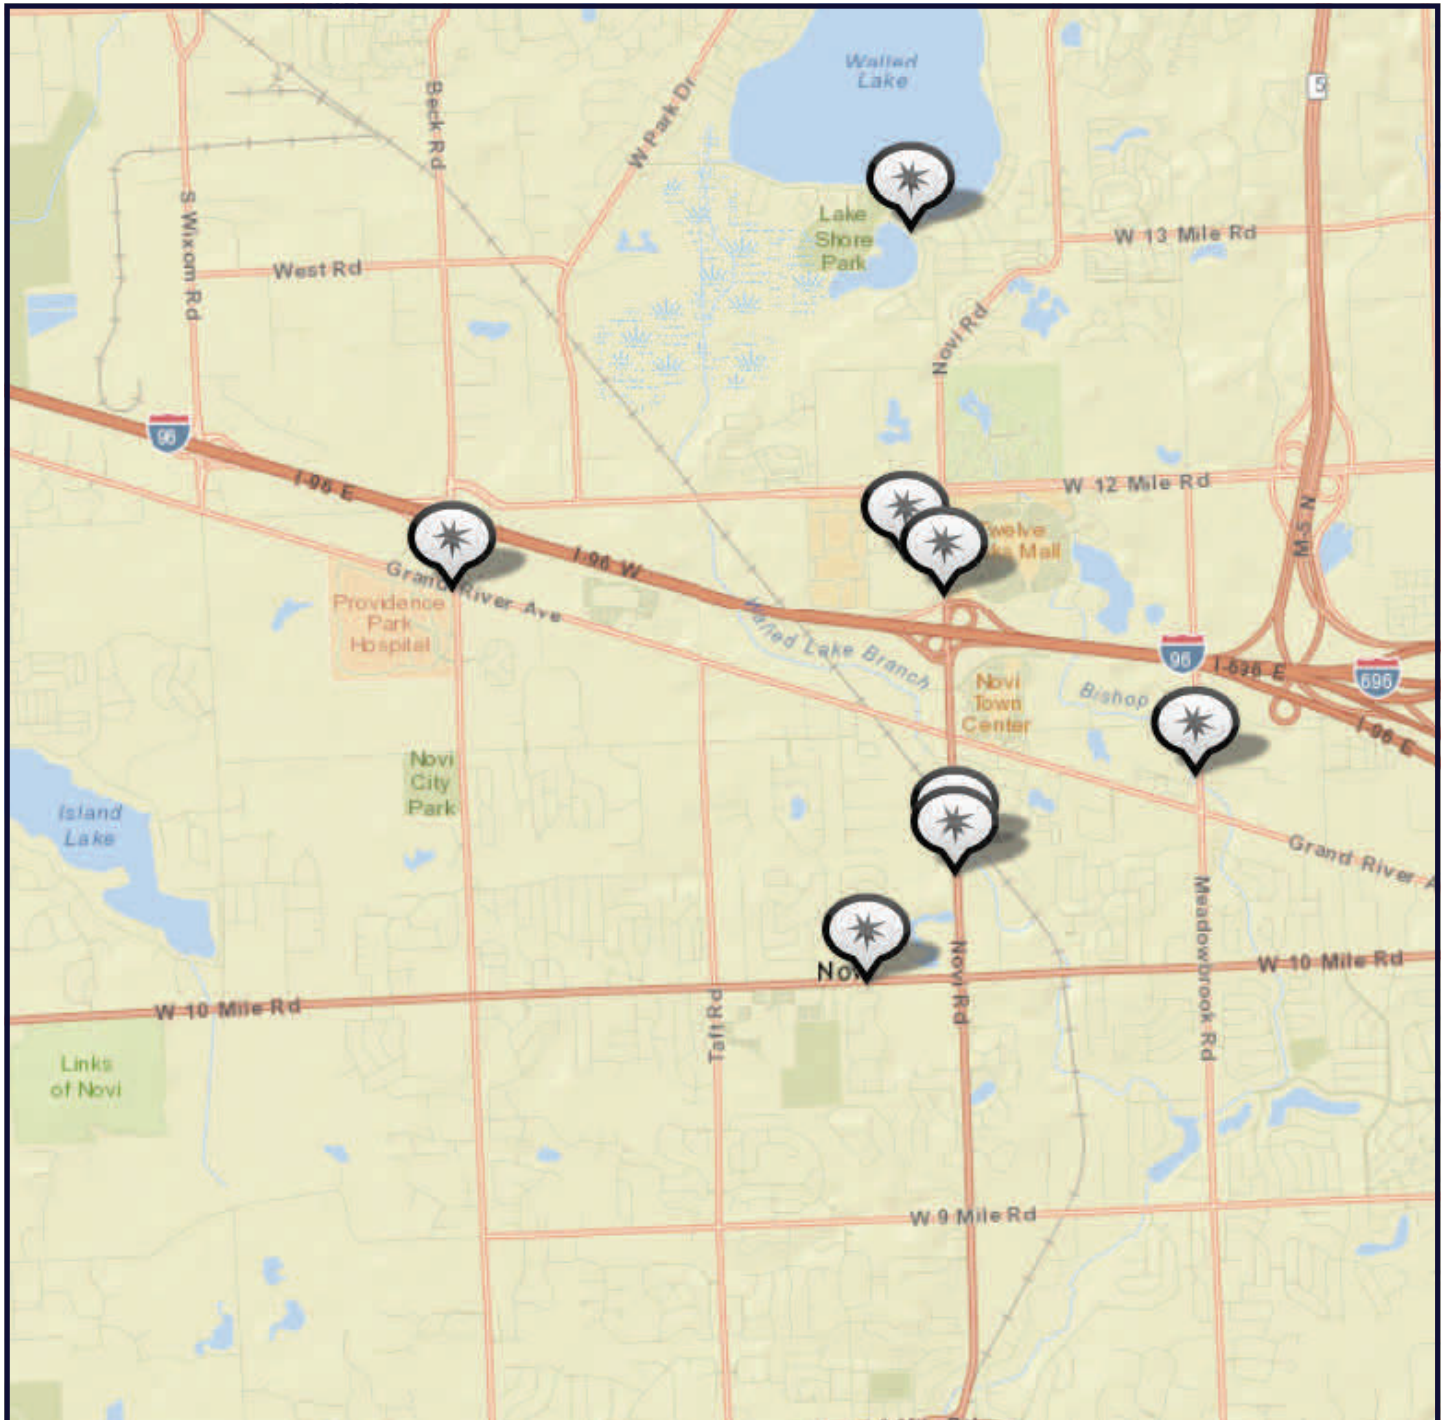 Walled
Lake
5
Beck Rd
W Park Dr
S Wixom Rd
Lake
Shore
Park
W 13 Mile Rd
West Rd
Novi Rd
96
I-96 E
W 12 Mile Rd
M-5 N
Mall
I-96 W
Grand River Ave
Providence
Park
Hospital
Walled Lake Branch
96
I-696 E
696
Novi
Town
Center
Bishop
I-96 E
Novi
City
Park
Island
Lake
Grand River A
Meadowbrook Rd
W 10 Mile Rd
Nov
Novi Rd
W 10 Mile Rd
Taft Rd
Links
of Novi
W 9 Mile Rd